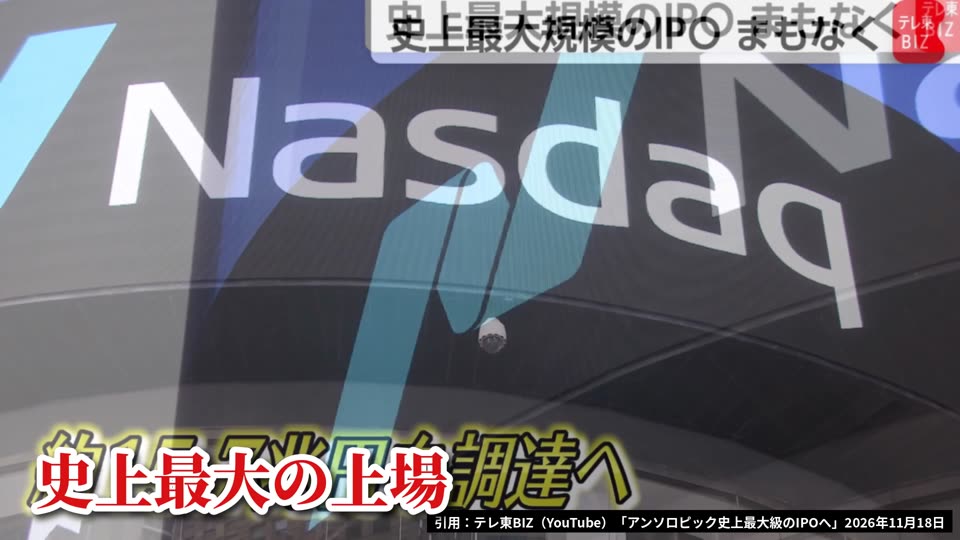 史上最大規模のIPO まもなく
テレ東
BIZ
Nasdaq
調達へ
史上最大の上場
引用：テレ東BIZ（YouTube）「アンソロピック史上最大級のIPOへ」2026年11月18日